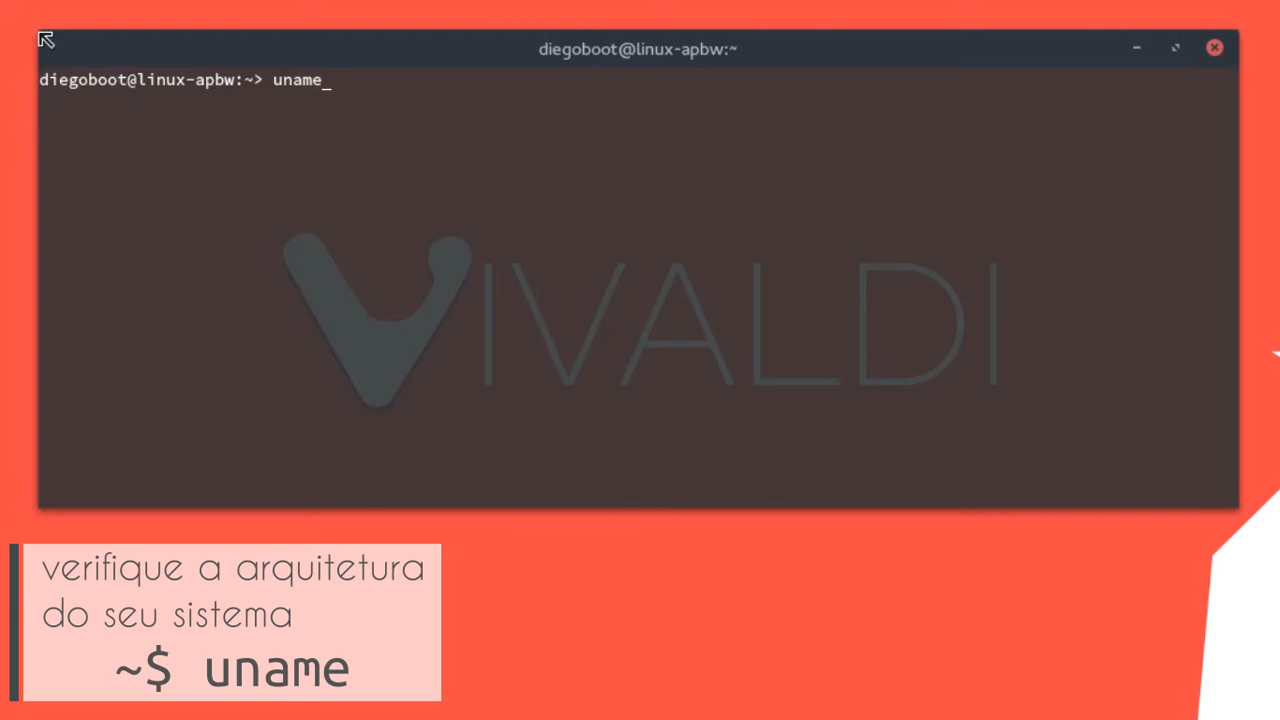 diegoboot@linux-apbw:~
diegoboot@linux-apbw:~> uname_
VIVALDI
verifique a arquitetura
do seu sistema
~$ uname